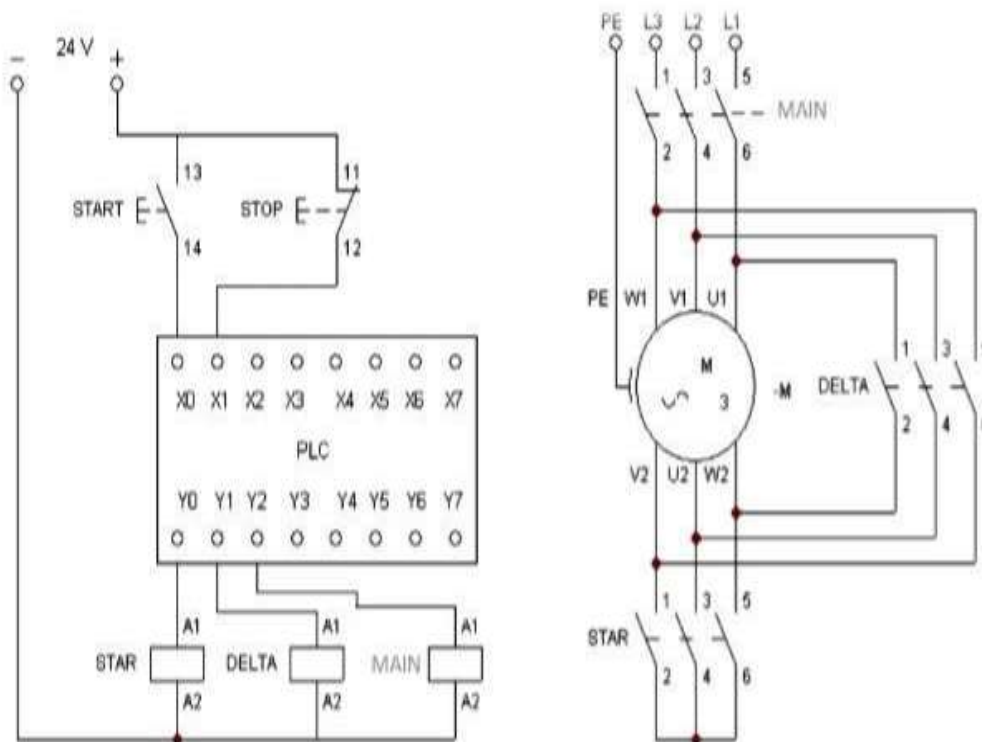 24 V
- +
13 11
START STOP
14 12
X0 X1 X2 X3 X4 X5 X6 X7
PLC
Y0 Y1 Y2 Y3 Y4 Y5 Y6 Y7
A1 A1 A1
STAR DELTA MAIN
A2 A2 A2
PE L3 L2 L1
1 3 5
MAIN
2 4 6
PE W1 V1 U1
M
3
-M
1 3
DELTA
2 4
V2 U2 W2
1 3 5
STAR
2 4 6